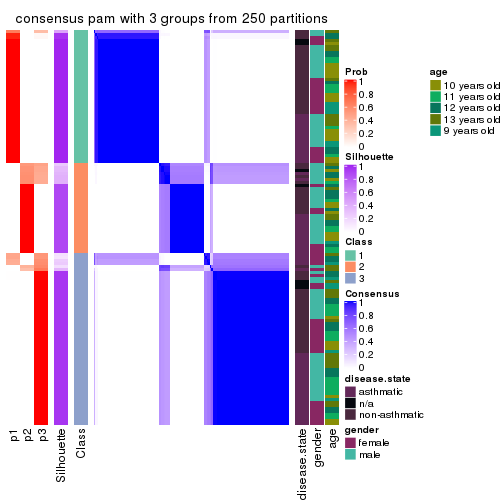 consensus pam with 3 groups from 250 partitions
Prob
1
0.8
0.6
0.4
0.2
0
Silhouette
1
0.8
0.6
0.4
0.2
0
Class
1
2
3
Consensus
1
0.8
0.6
0.4
0.2
0
disease.state
asthmatic
n/a
non-asthmatic
gender
female
male
age
10 years old
11 years old
12 years old
13 years old
9 years old
p1
p2
p3
Silhouette
Class
disease.state
gender
age